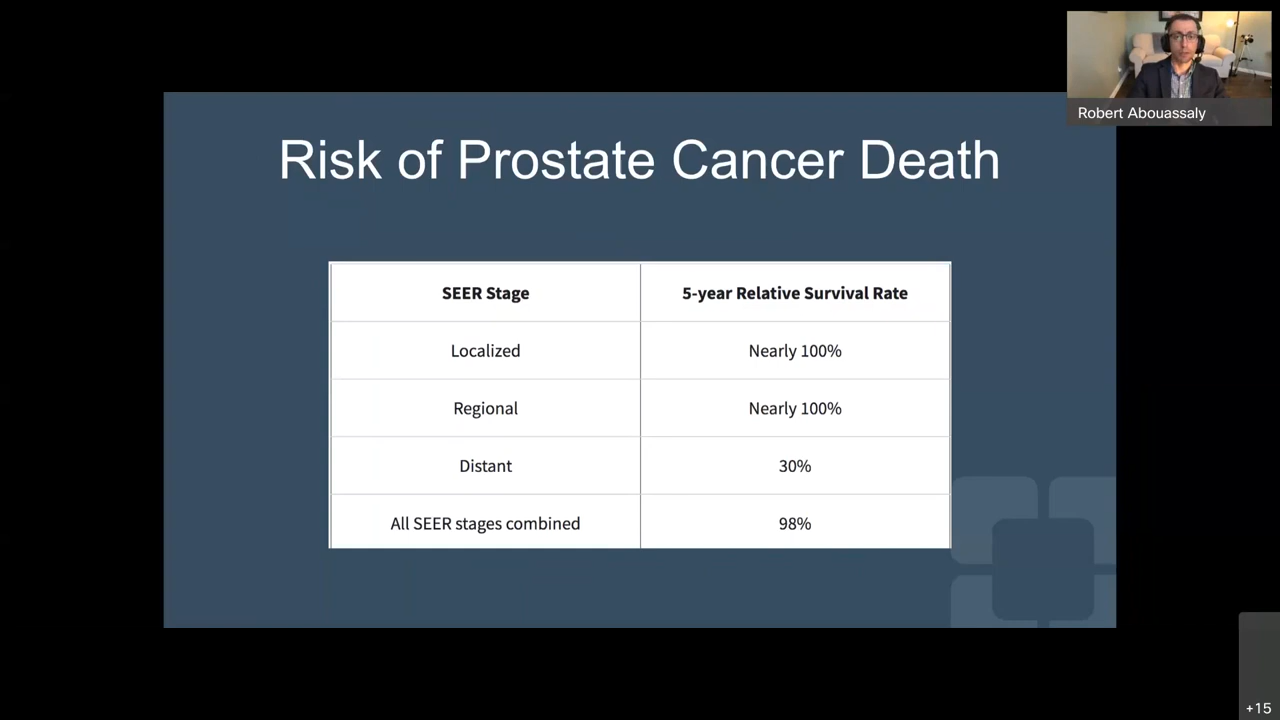 Robert Abouassaly
Risk of Prostate Cancer Death
SEER Stage 5-year Relative Survival Rate
Localized Nearly 100%
Regional Nearly 100%
Distant 30%
All SEER stages combined 98%
+15